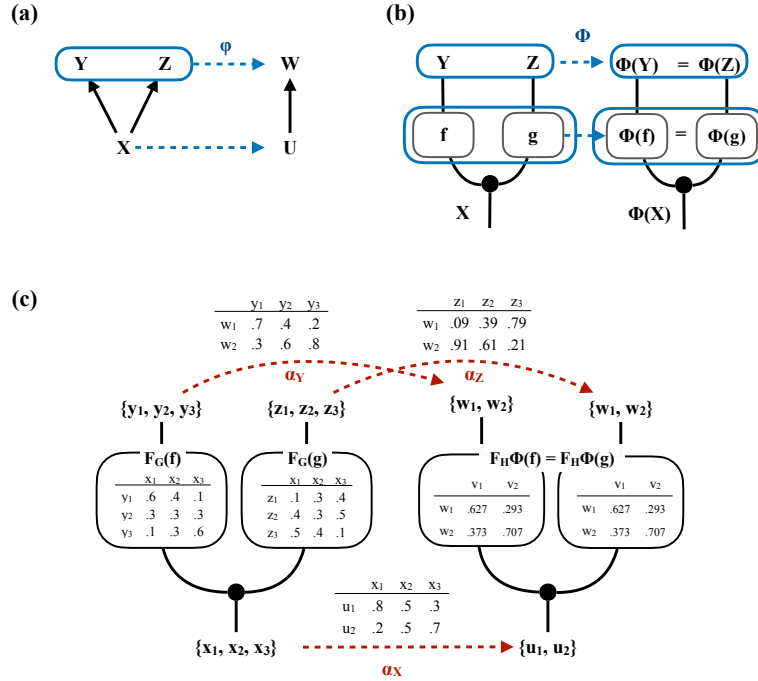 (a)
φ
Y Z W
X U
(b)
Φ
Y Z Φ(Y) = Φ(Z)
f g Φ(f) = Φ(g)
X Φ(X)
(c)
y1 y2 y3
w1 .7 .4 .2
w2 .3 .6 .8
z1 z2 z3
w1 .09 .39 .79
w2 .91 .61 .21
αY αZ
{y1, y2, y3} {z1, z2, z3} {w1, w2} {w1, w2}
FG(f)
x1 x2 x3
y1 .6 .4 .1
y2 .3 .3 .3
y3 .1 .3 .6
FG(g)
x1 x2 x3
z1 .1 .3 .4
z2 .4 .3 .5
z3 .5 .4 .1
FHΦ(f) = FHΦ(g)
v1 v2
w1 .627 .293
w2 .373 .707
v1 v2
w1 .627 .293
w2 .373 .707
x1 x2 x3
u1 .8 .5 .3
u2 .2 .5 .7
{x1, x2, x3} {u1, u2}
αX